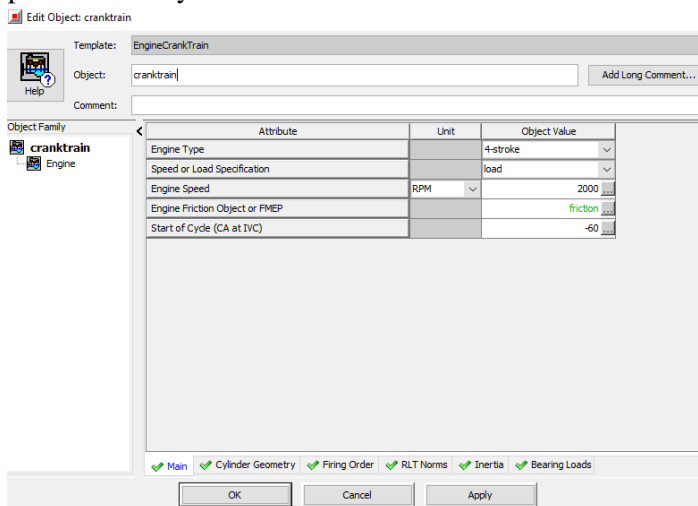 Edit Object: cranktrain
Template: EngineCrankTrain
Help
Object: cranktrain
Add Long Comment...
Comment:
Object Family
cranktrain
Engine
Attribute Unit Object Value
Engine Type 4-stroke
Speed or Load Specification load
Engine Speed RPM 2000 ...
Engine Friction Object or FMEP friction ...
Start of Cycle (CA at IVC) -60 ...
Main Cylinder Geometry Firing Order RLT Norms Inertia Bearing Loads
OK Cancel Apply